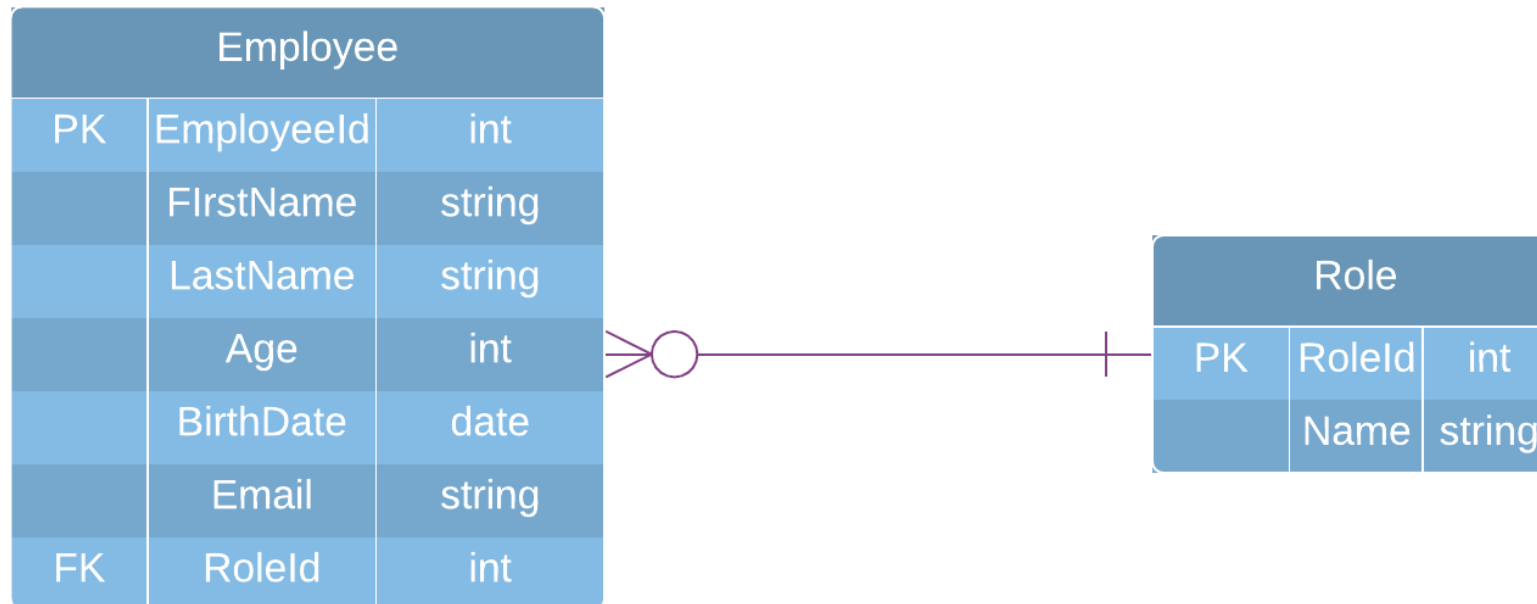 Employee
PK EmployeeId int
FIrstName string
LastName string
Age int
BirthDate date
Email string
FK RoleId int
Role
PK RoleId int
Name string